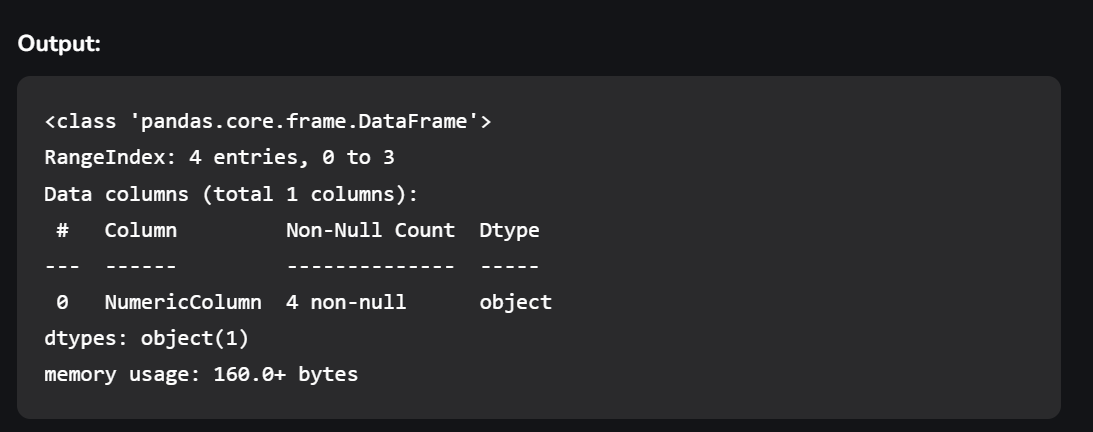 Output:
<class 'pandas.core.frame.DataFrame'>
RangeIndex: 4 entries, 0 to 3
Data columns (total 1 columns):
 #   Column         Non-Null Count  Dtype
---  ------         --------------  -----
 0   NumericColumn  4 non-null      object
dtypes: object(1)
memory usage: 160.0+ bytes